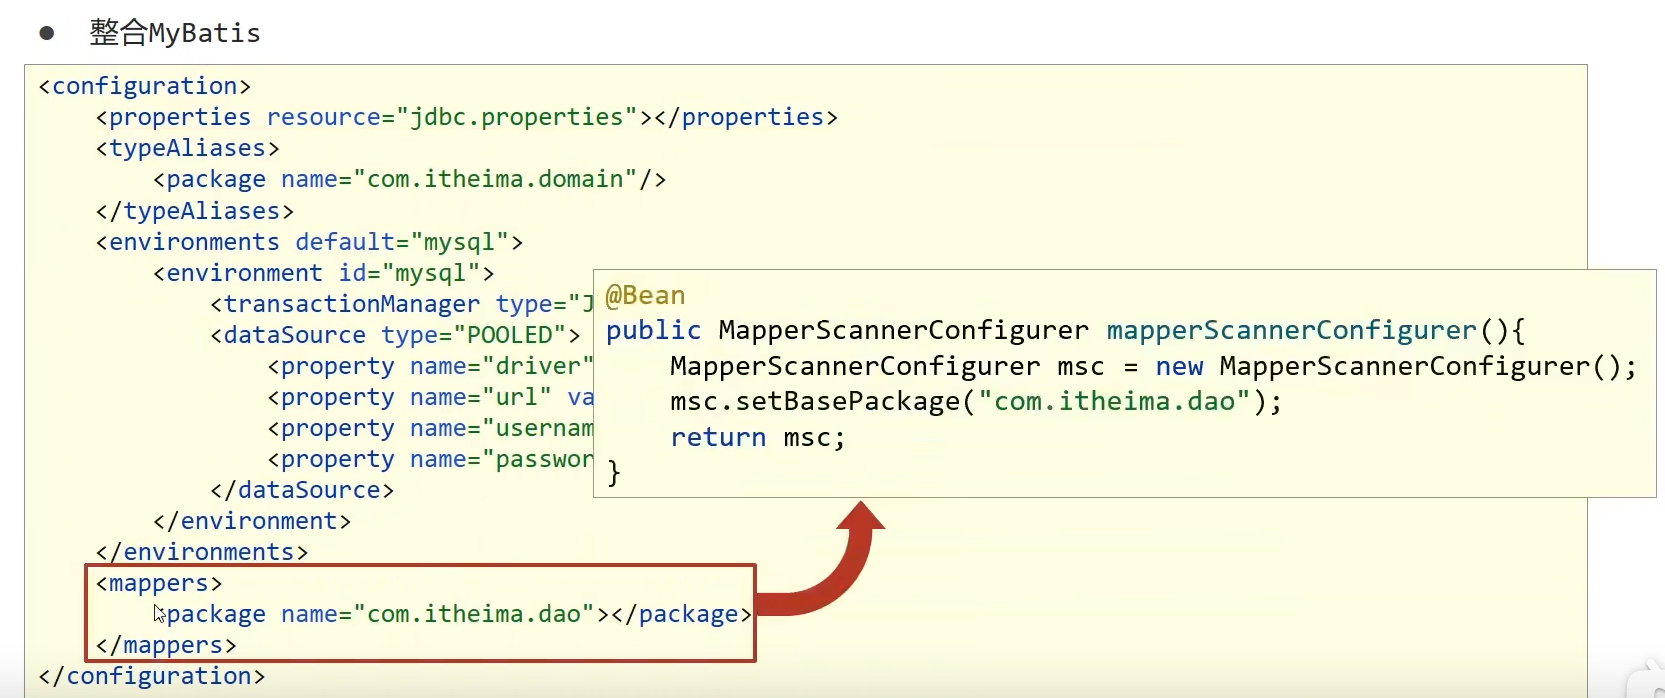 ● 整合MyBatis
<configuration>
    <properties resource="jdbc.properties"></properties>
    <typeAliases>
        <package name="com.itheima.domain"/>
    </typeAliases>
    <environments default="mysql">
        <environment id="mysql">
            <transactionManager type="J
            <dataSource type="POOLED">
                <property name="driver"
                <property name="url" va
                <property name="usernam
                <property name="passwor
            </dataSource>
        </environment>
    </environments>
    <mappers>
        <package name="com.itheima.dao"></package>
    </mappers>
</configuration>
@Bean
public MapperScannerConfigurer mapperScannerConfigurer(){
    MapperScannerConfigurer msc = new MapperScannerConfigurer();
    msc.setBasePackage("com.itheima.dao");
    return msc;
}